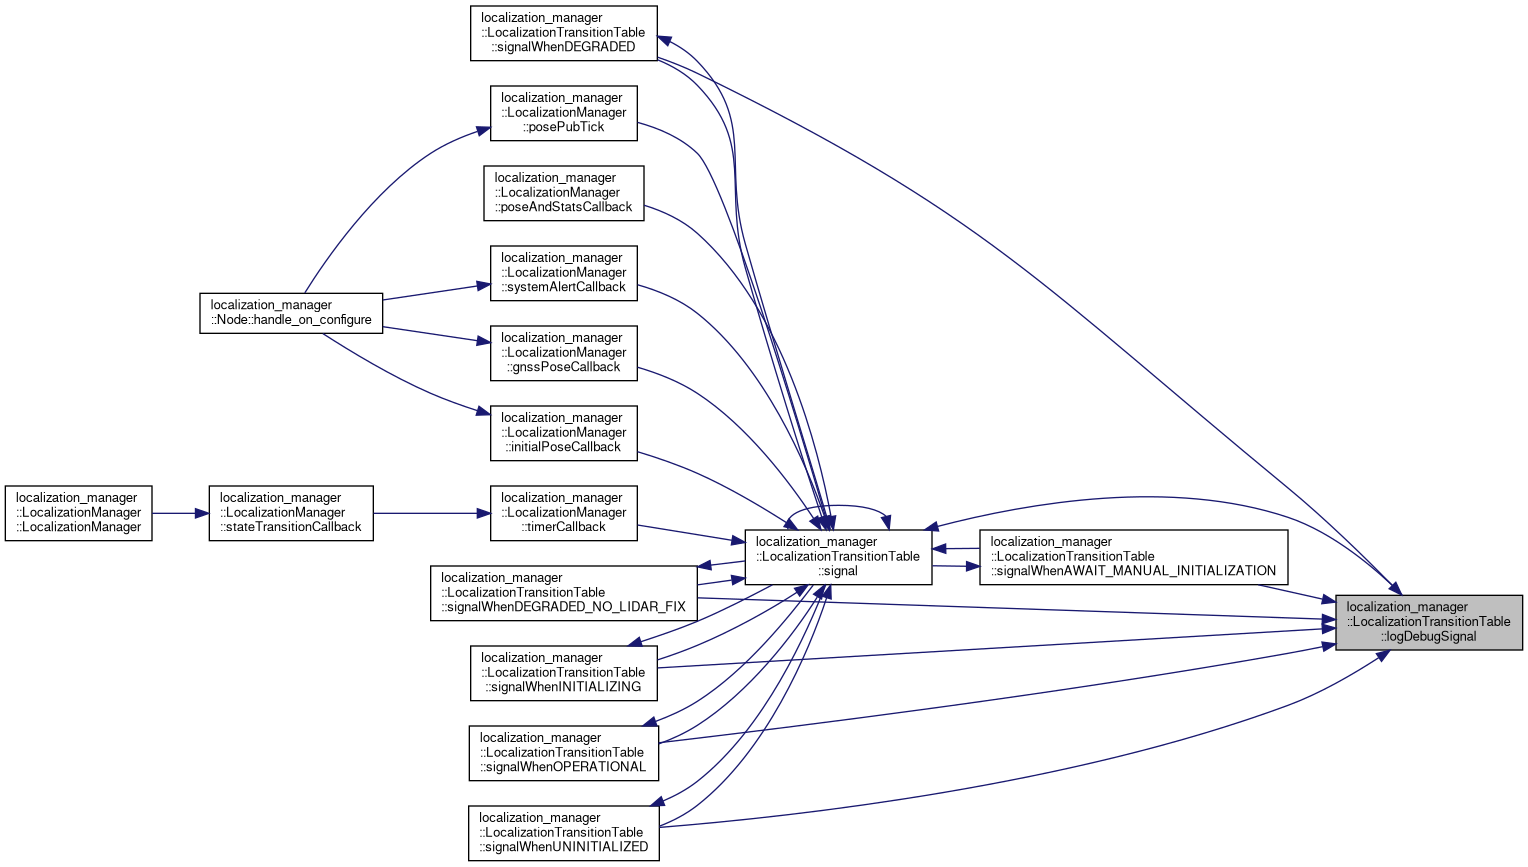 localization_manager
::LocalizationTransitionTable
::signalWhenDEGRADED
localization_manager
::LocalizationManager
::posePubTick
localization_manager
::LocalizationManager
::poseAndStatsCallback
localization_manager
::LocalizationManager
::systemAlertCallback
localization_manager
::Node::handle_on_configure
localization_manager
::LocalizationManager
::gnssPoseCallback
localization_manager
::LocalizationManager
::initialPoseCallback
localization_manager
::LocalizationManager
::LocalizationManager
localization_manager
::LocalizationManager
::stateTransitionCallback
localization_manager
::LocalizationManager
::timerCallback
localization_manager
::LocalizationTransitionTable
::signal
localization_manager
::LocalizationTransitionTable
::signalWhenAWAIT_MANUAL_INITIALIZATION
localization_manager
::LocalizationTransitionTable
::signalWhenDEGRADED_NO_LIDAR_FIX
localization_manager
::LocalizationTransitionTable
::logDebugSignal
localization_manager
::LocalizationTransitionTable
::signalWhenINITIALIZING
localization_manager
::LocalizationTransitionTable
::signalWhenOPERATIONAL
localization_manager
::LocalizationTransitionTable
::signalWhenUNINITIALIZED